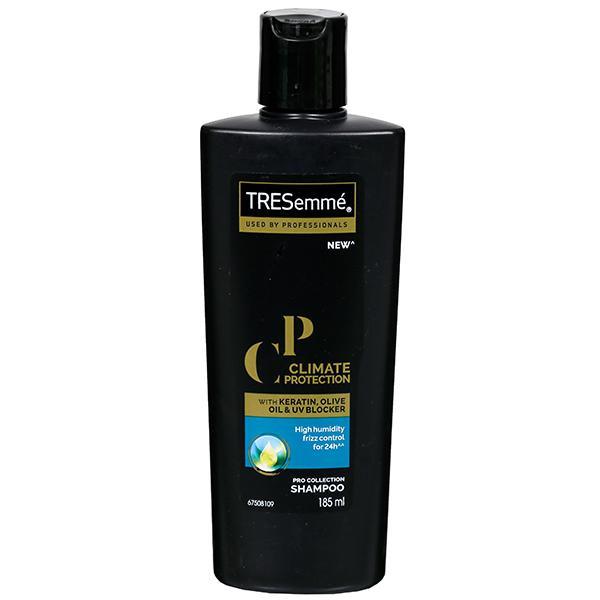 TRESemmé®
USED BY PROFESSIONALS
NEW^
CP
CLIMATE
PROTECTION
WITH KERATIN, OLIVE
OIL & UV BLOCKER
High humidity
frizz control
for 24h^^
PRO COLLECTION
SHAMPOO
67508109
185 ml